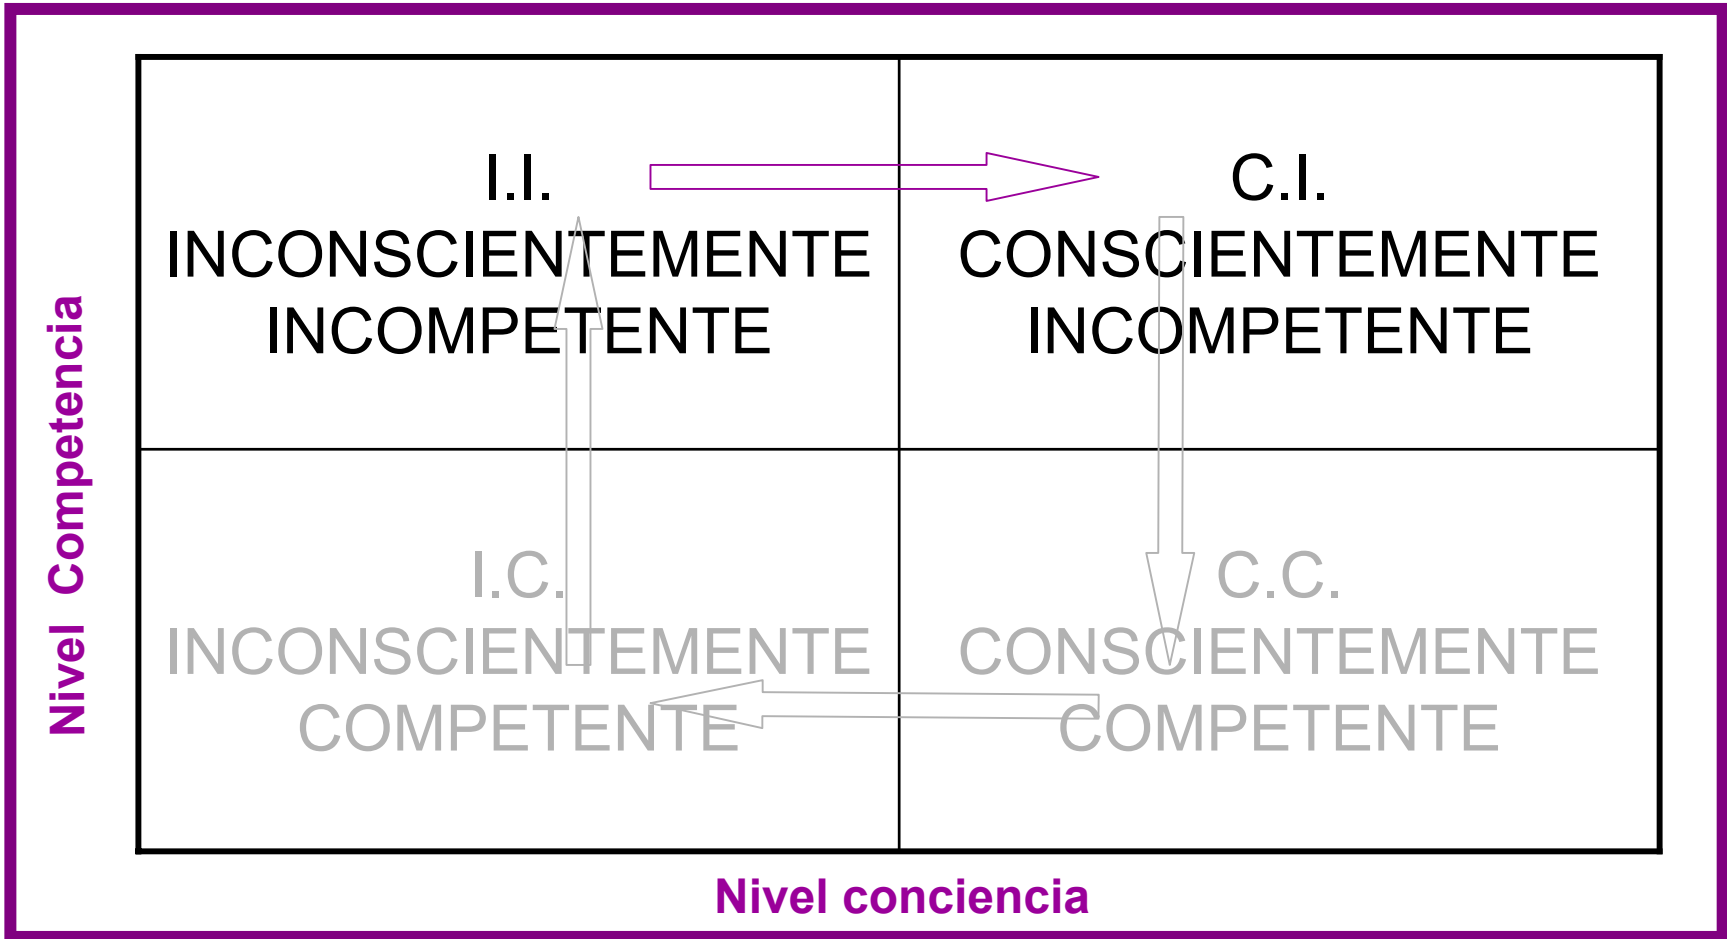 I.I.
INCONSCIENTEMENTE
INCOMPETENTE
C.I.
CONSCIENTEMENTE
INCOMPETENTE
I.C.
INCONSCIENTEMENTE
COMPETENTE
C.C.
CONSCIENTEMENTE
COMPETENTE
Nivel Competencia
Nivel conciencia